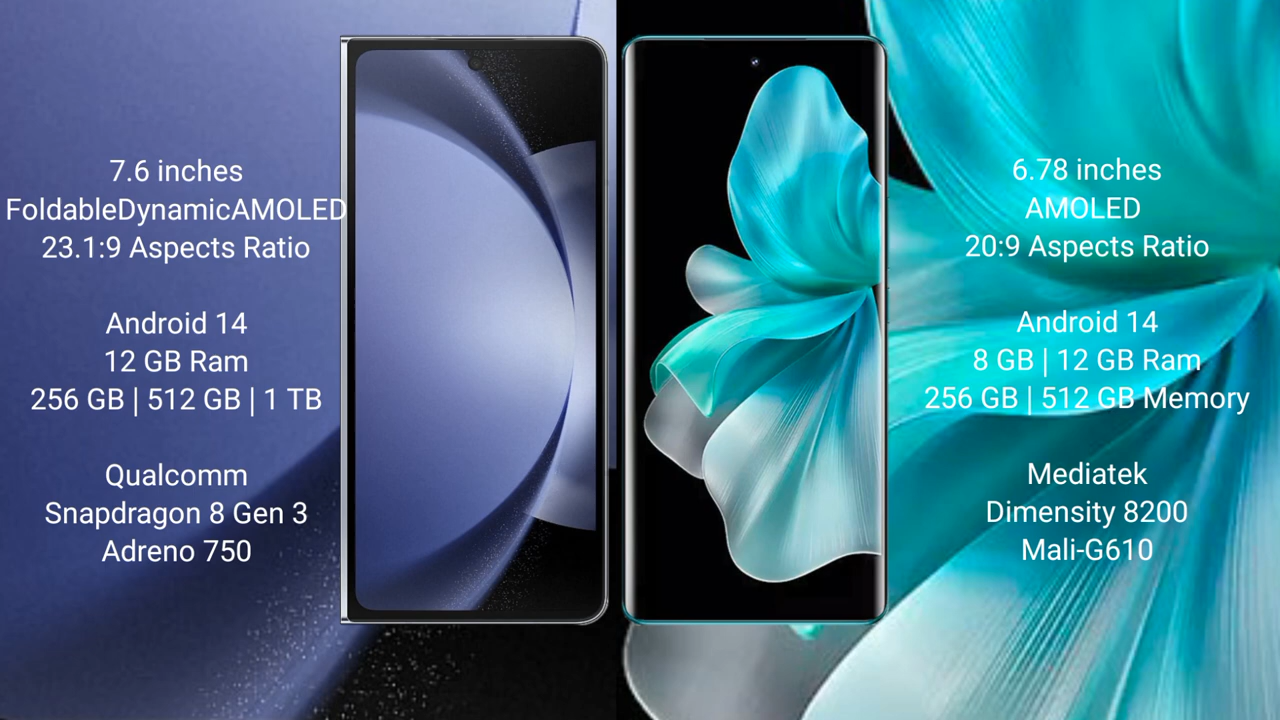 7.6 inches
FoldableDynamicAMOLED
23.1:9 Aspects Ratio
Android 14
12 GB Ram
256 GB | 512 GB | 1 TB
Qualcomm
Snapdragon 8 Gen 3
Adreno 750
6.78 inches
AMOLED
20:9 Aspects Ratio
Android 14
8 GB | 12 GB Ram
256 GB | 512 GB Memory
Mediatek
Dimensity 8200
Mali-G610